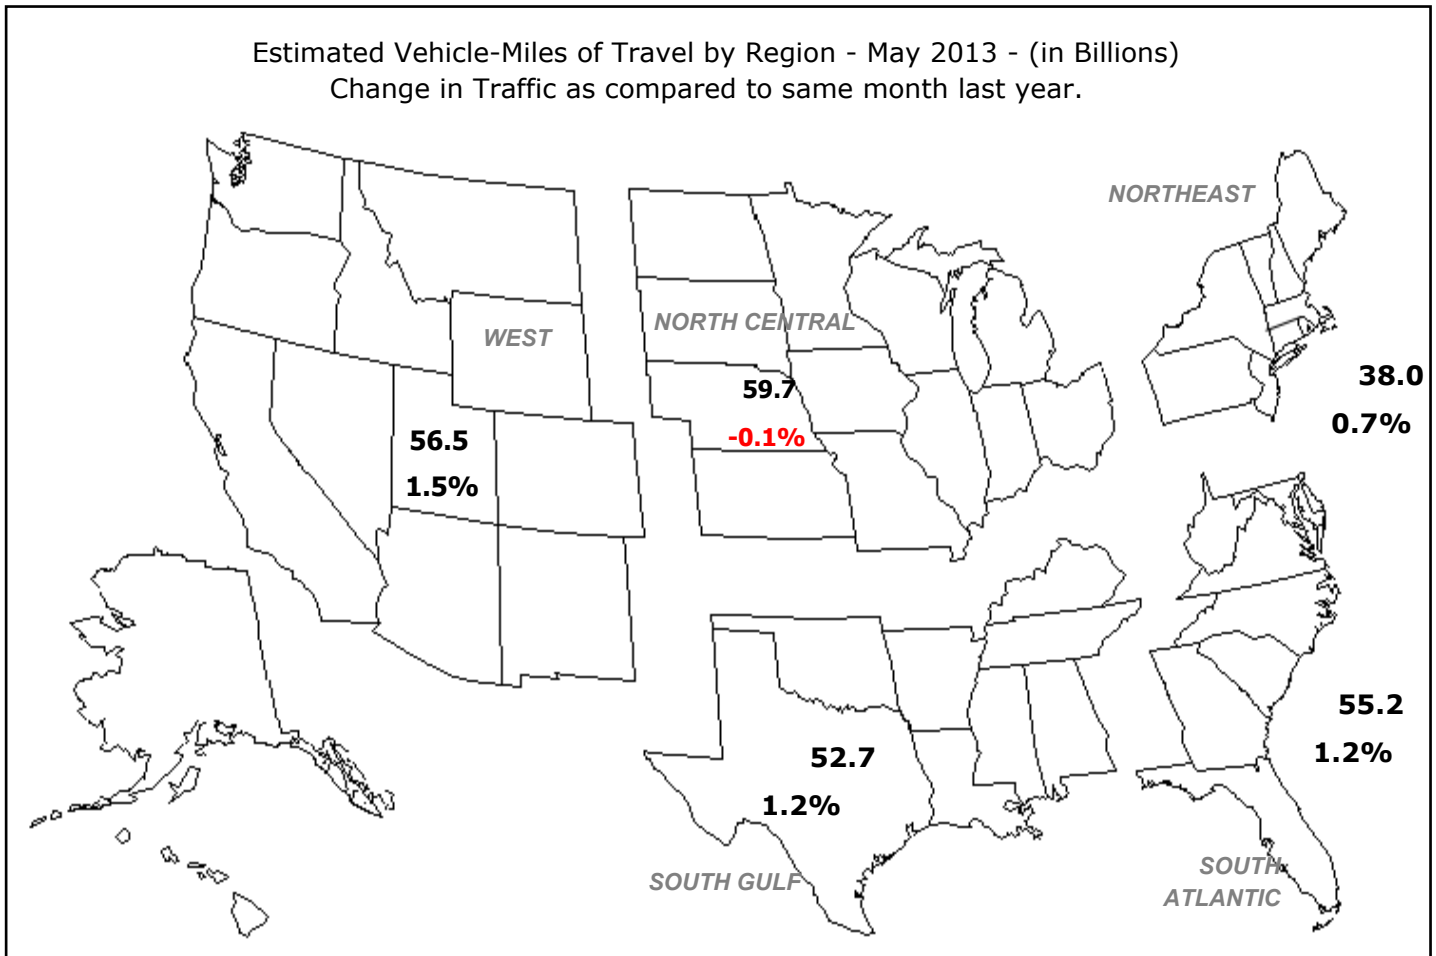 Estimated Vehicle-Miles of Travel by Region - May 2013 - (in Billions)
Change in Traffic as compared to same month last year.
NORTHEAST
38.0
0.7%
NORTH CENTRAL
59.7
-0.1%
WEST
56.5
1.5%
55.2
1.2%
SOUTH
ATLANTIC
52.7
1.2%
SOUTH GULF